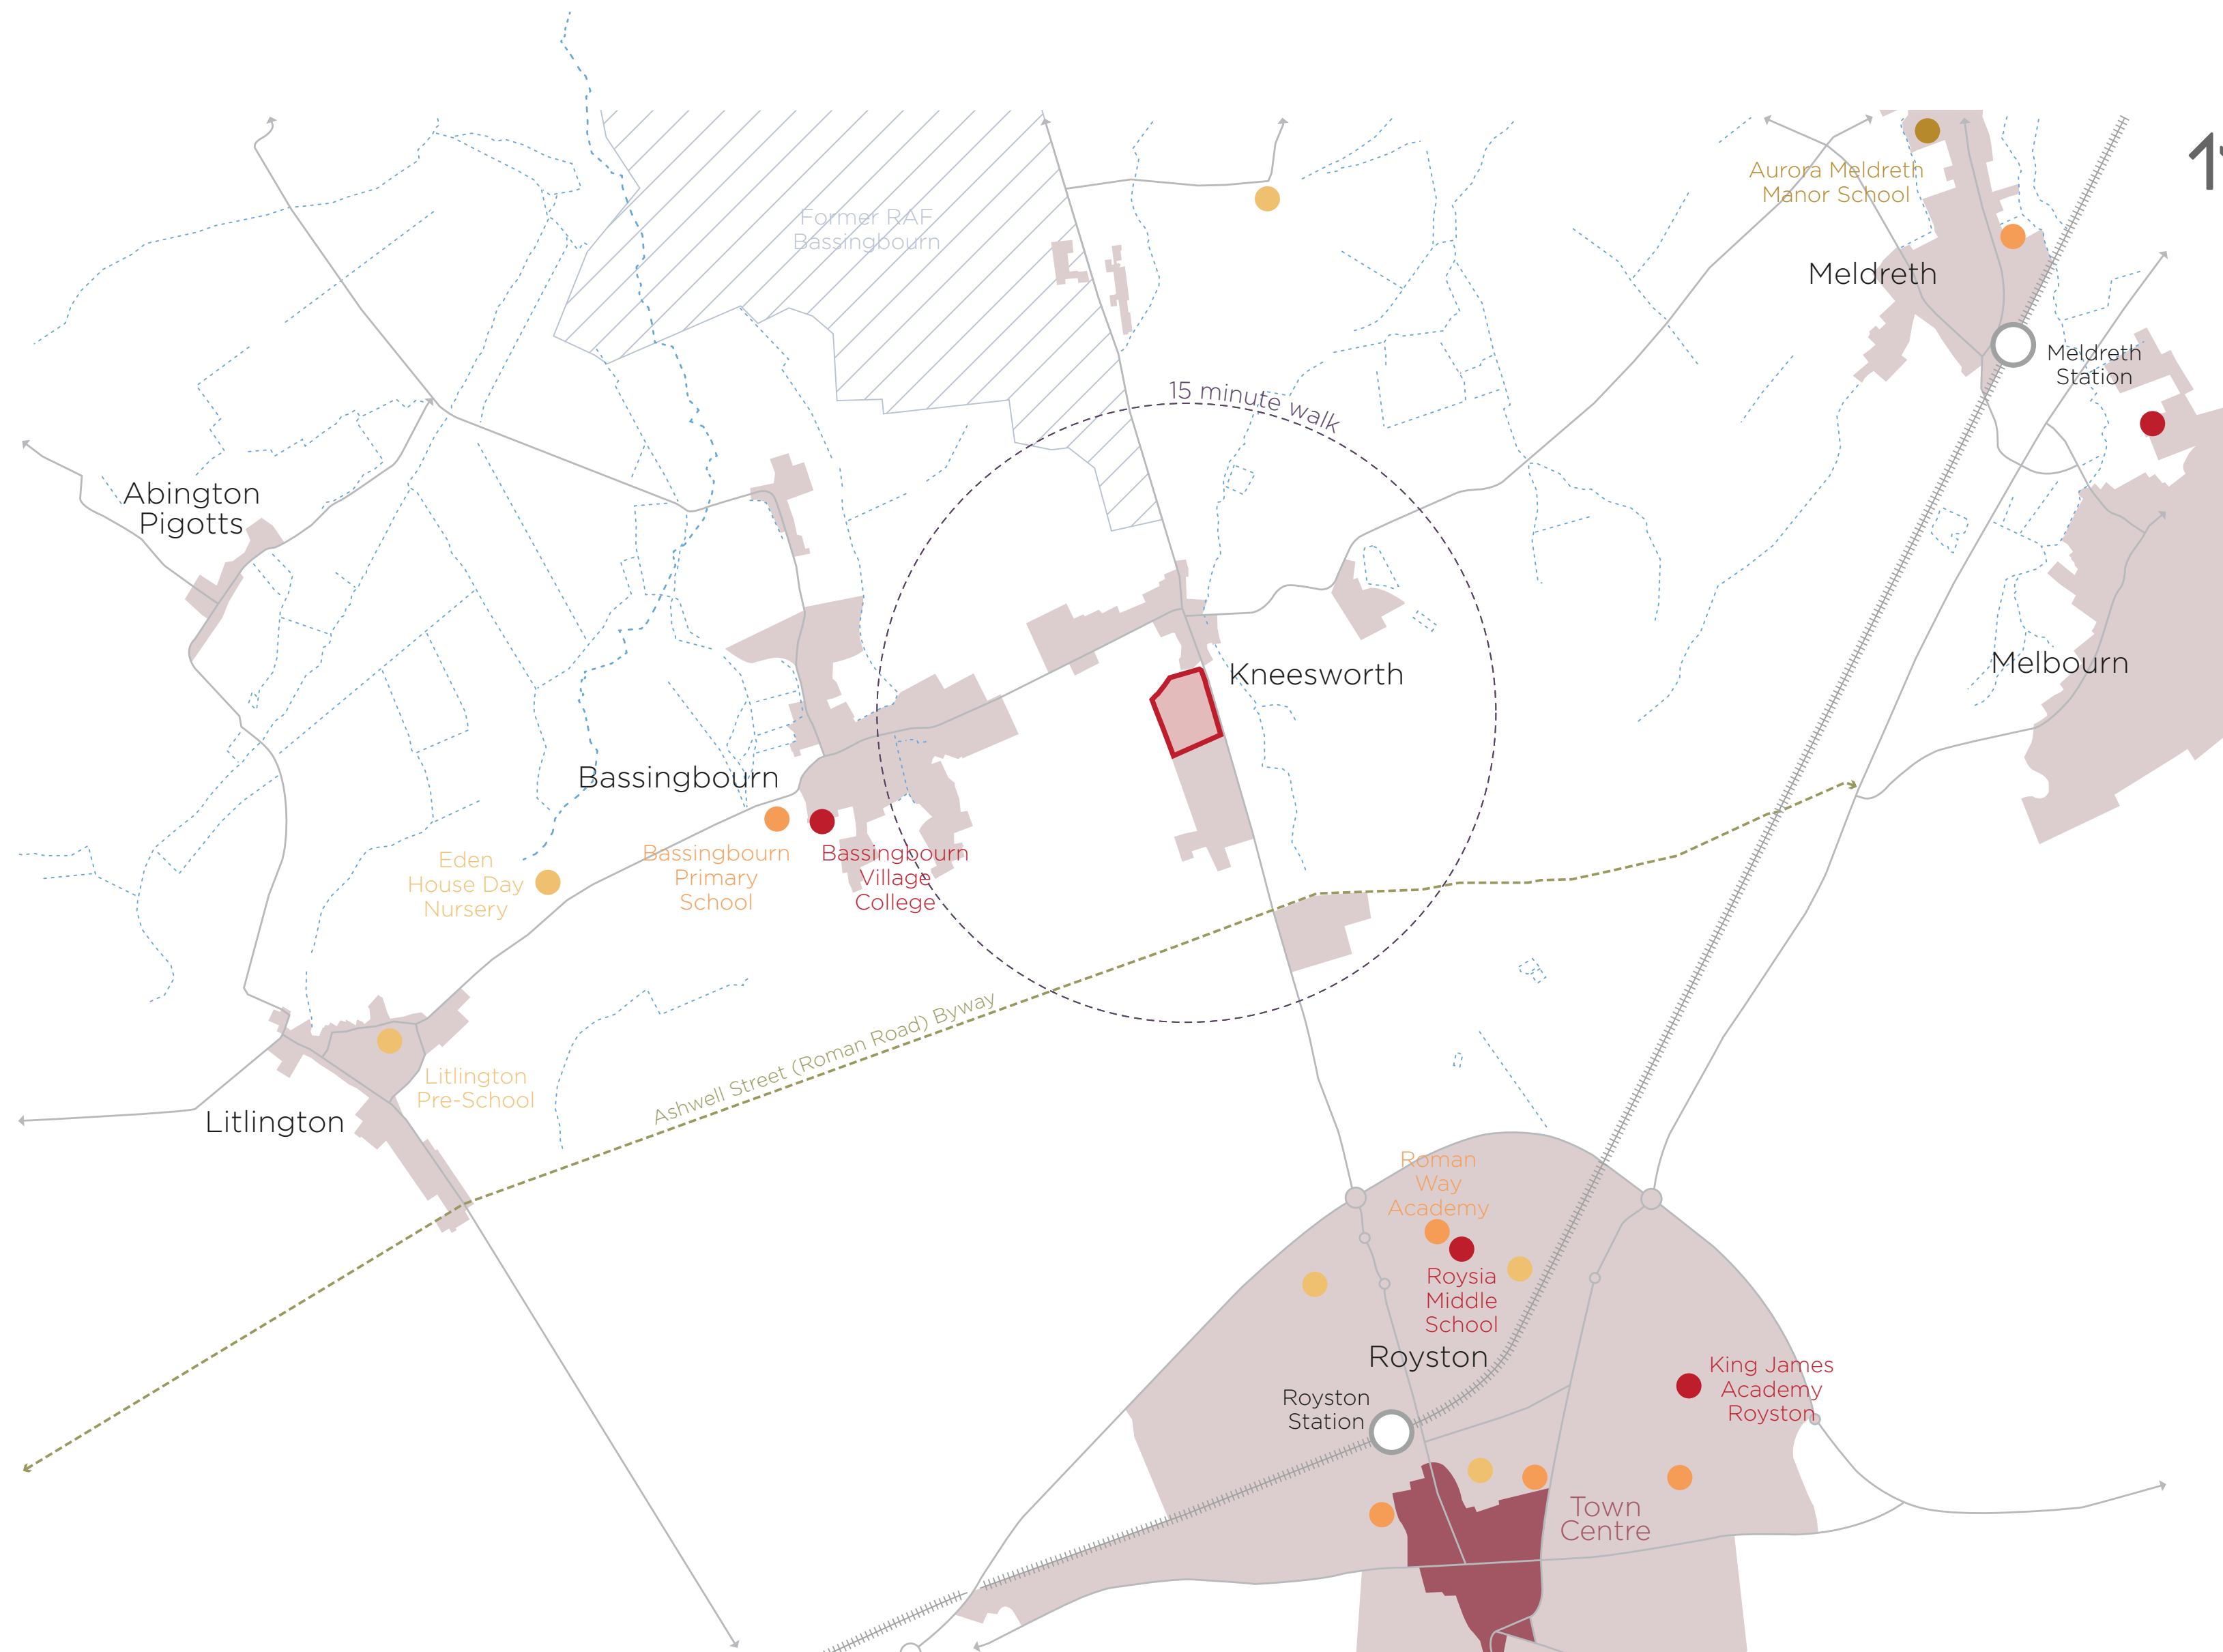 Aurora Meldreth
Manor School
Former RAF
Bassingbourn
Meldreth
Meldreth
Station
15 minute walk
Abington
Pigotts
Melbourn
Kneesworth
Bassingbourn
Eden
House Day
Nursery
Bassingbourn
Primary
School
Bassingbourn
Village
College
Ashwell Street (Roman Road) Byway
Litlington
Pre-School
Litlington
Roman
Way
Academy
Roysia
Middle
School
Royston
King James
Academy
Royston
Royston
Station
Town
Centre